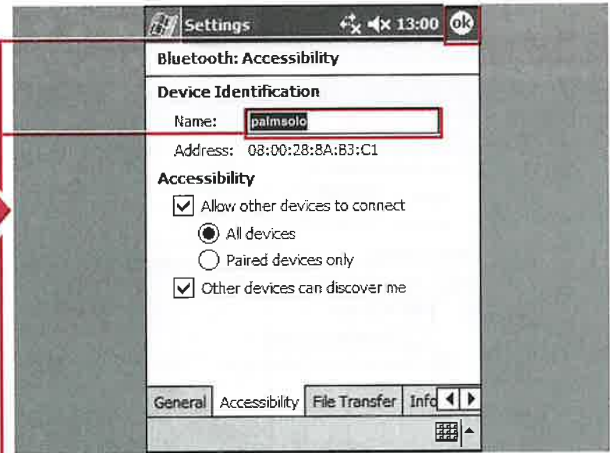 Settings 13:00 ok
Bluetooth: Accessibility
Device Identification
Name: palmsolo
Address: 08:00:28:8A:B3:C1
Accessibility
Allow other devices to connect
All devices
Paired devices only
Other devices can discover me
General Accessibility File Transfer Info